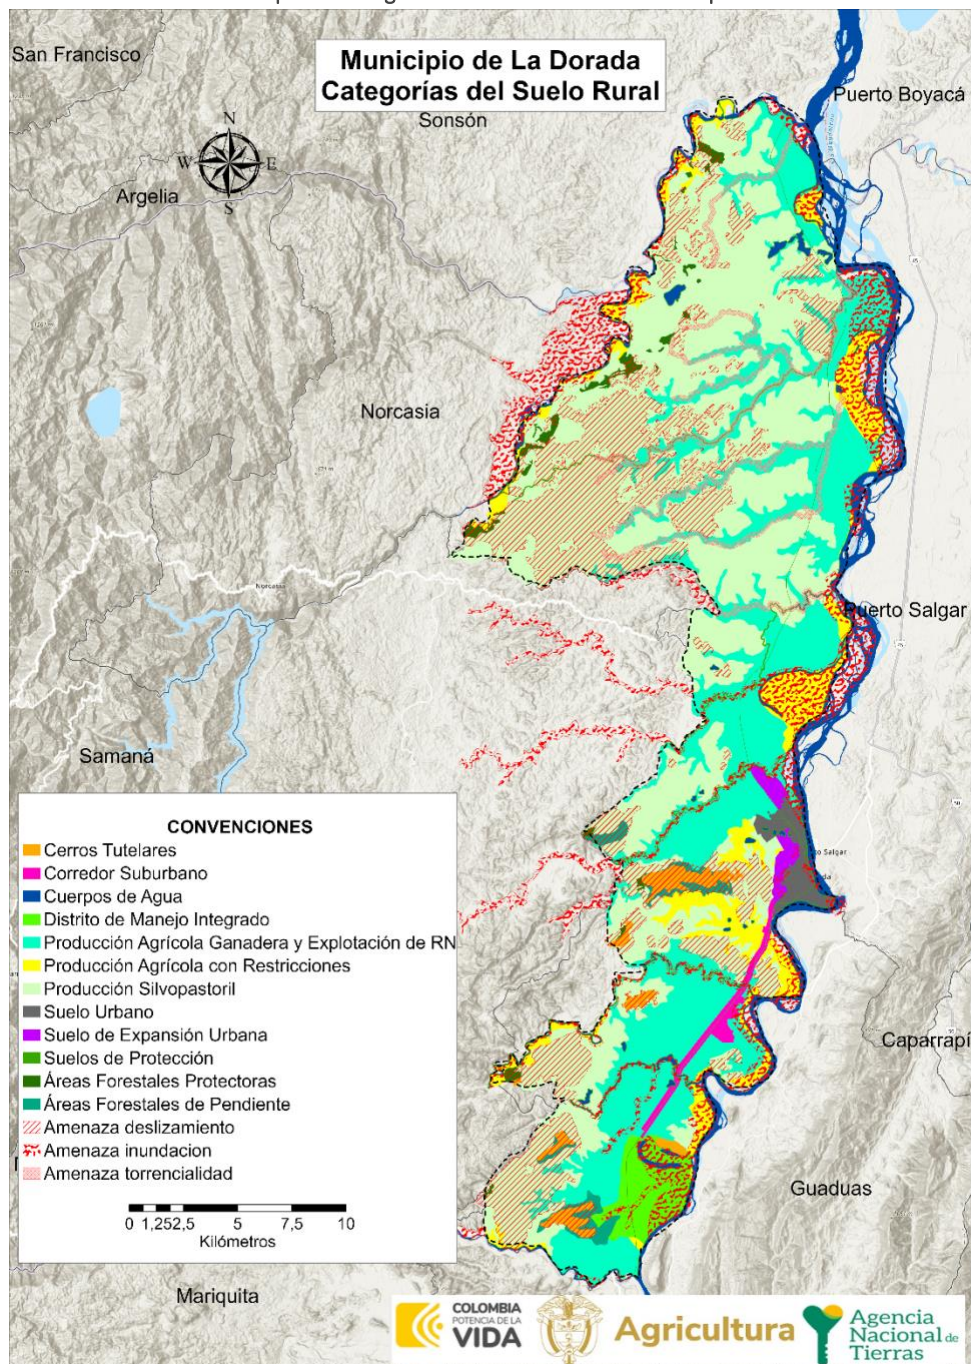 Municipio de La Dorada
Categorías del Suelo Rural
San Francisco
Sonsón
Puerto Boyacá
N
W E
S
Argelia
Norcasia
Norcasia
Puerto Salgar
Samaná
Salgar
Caparrapí
Guaduas
Mariquita
CONVENCIONES
Cerros Tutelares
Corredor Suburbano
Cuerpos de Agua
Distrito de Manejo Integrado
Producción Agrícola Ganadera y Explotación de RN
Producción Agrícola con Restricciones
Producción Silvopastoril
Suelo Urbano
Suelo de Expansión Urbana
Suelos de Protección
Áreas Forestales Protectoras
Áreas Forestales de Pendiente
Amenaza deslizamiento
Amenaza inundacion
Amenaza torrencialidad
0 1,252,5 5 7,5 10
Kilómetros
COLOMBIA
POTENCIA DE LA
VIDA
Agricultura
Agencia
Nacional de
Tierras